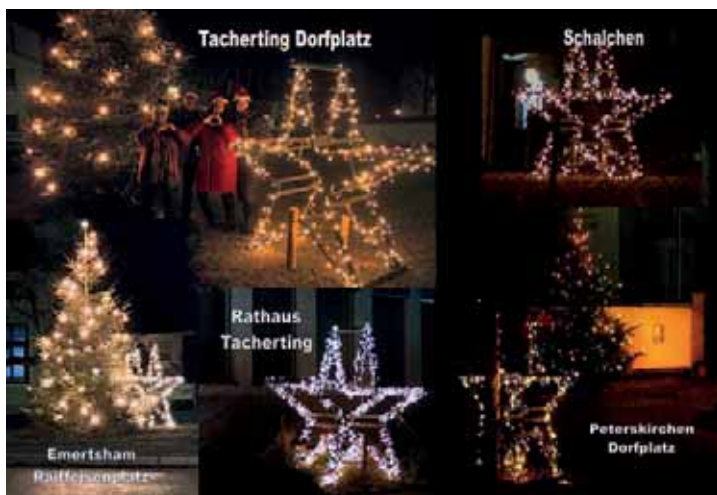 Tacherting Dorfplatz
Schalchen
Rathaus
Tacherting
Emertsham
Raiffeisenplatz
Peterskirchen
Dorfplatz